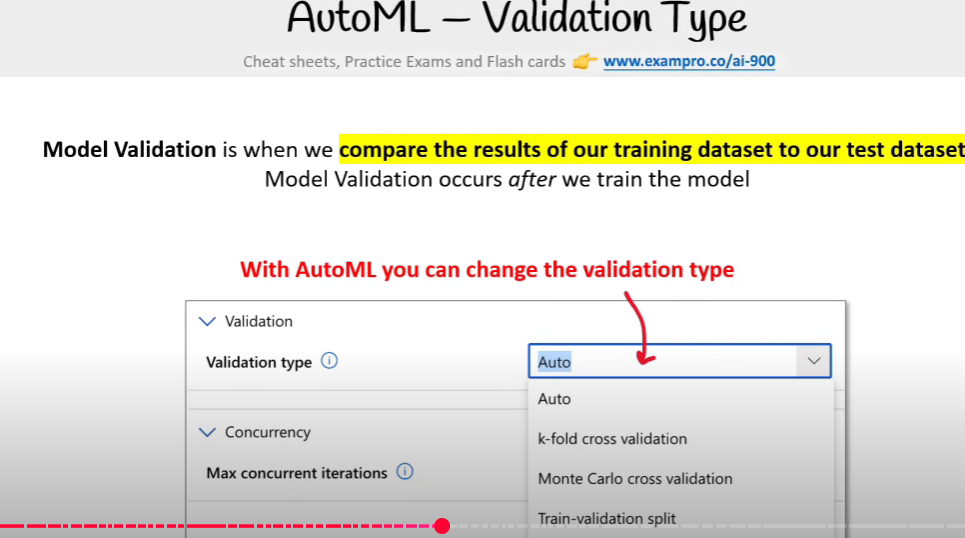 AutoML – Validation Type
Cheat sheets, Practice Exams and Flash cards 👉 www.exampro.co/ai-900
Model Validation is when we compare the results of our training dataset to our test dataset
Model Validation occurs after we train the model
With AutoML you can change the validation type
Validation
Validation type
Auto
Auto
k-fold cross validation
Monte Carlo cross validation
Train-validation split
Concurrency
Max concurrent iterations